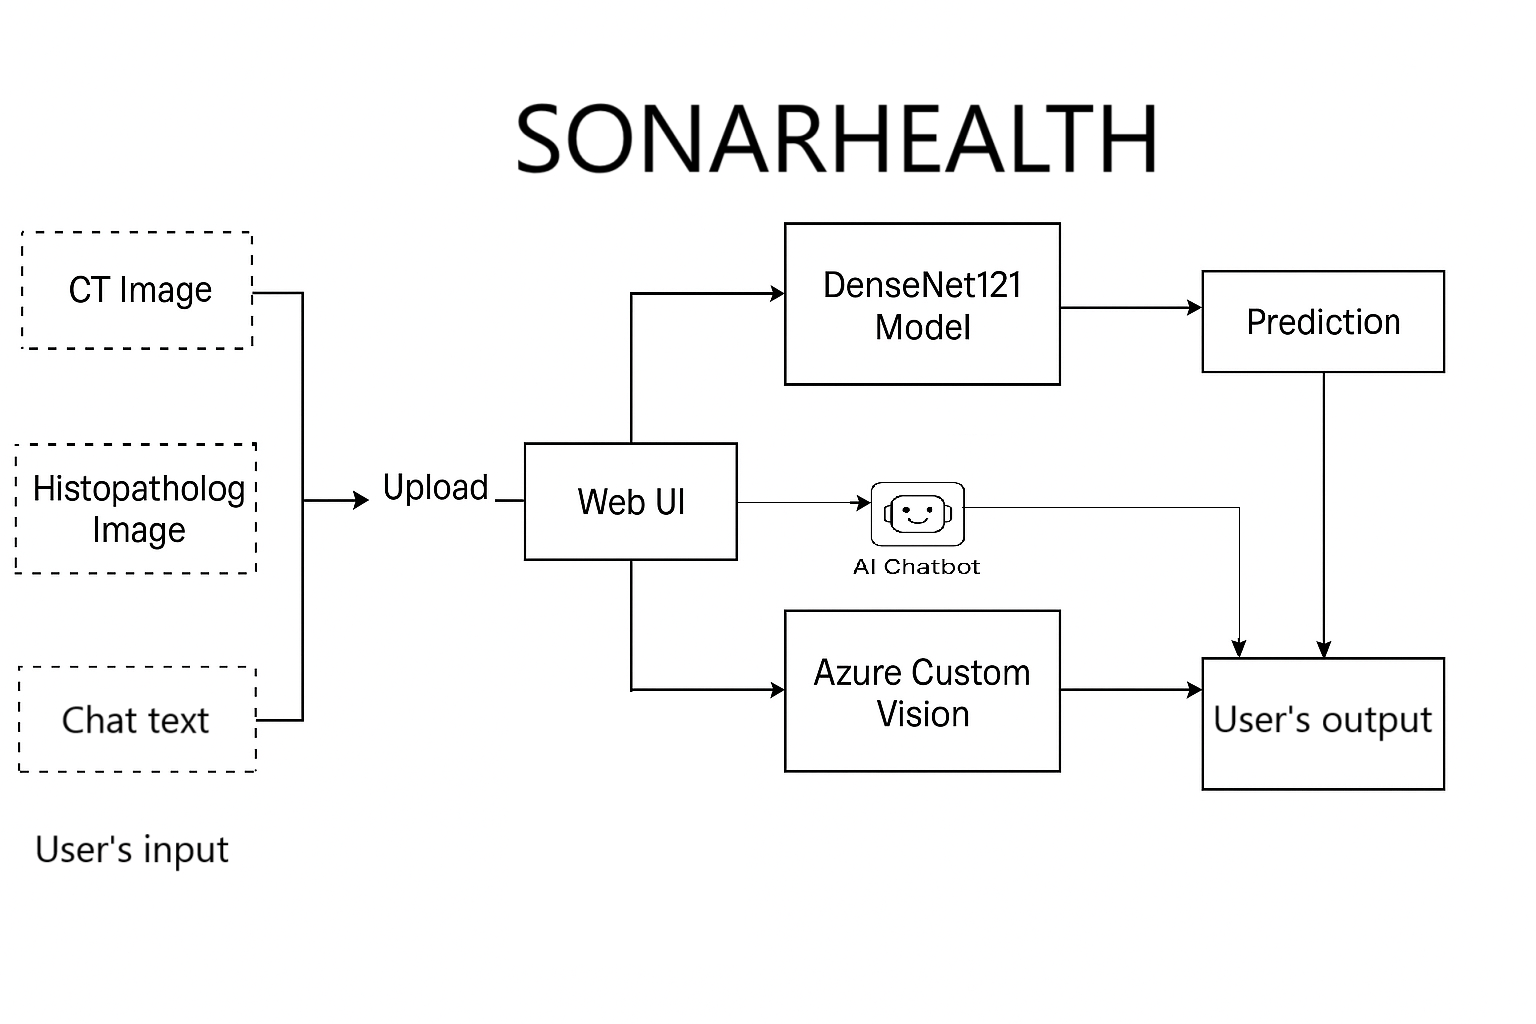 SONARHEALTH
CT Image
Histopatholog
Image
Chat text
User's input
Upload
Web UI
DenseNet121
Model
AI Chatbot
Azure Custom
Vision
Prediction
User's output